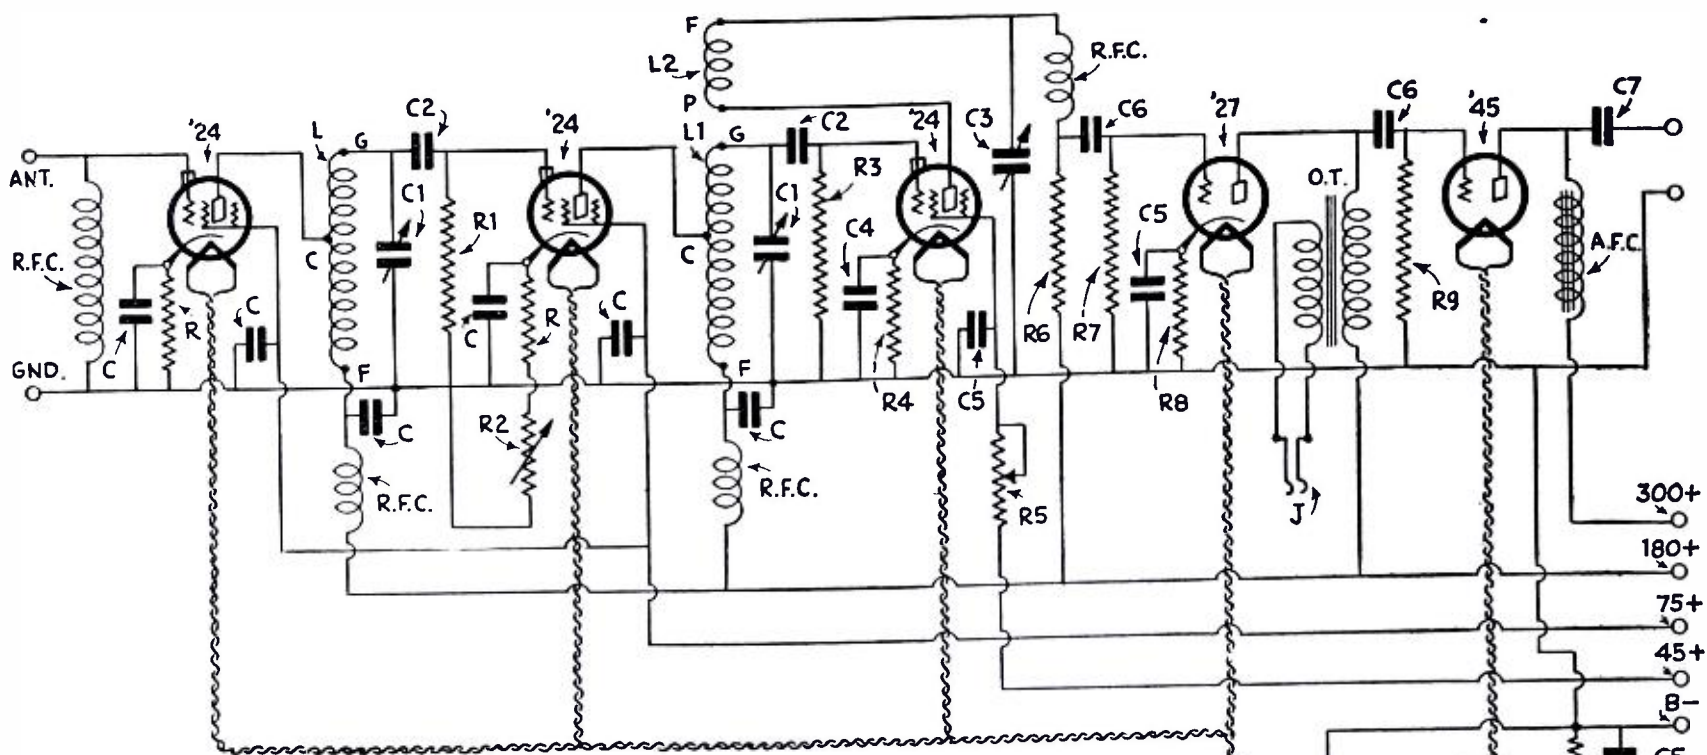 F
L2
P
R.F.C.
C2
'24
L
G
'24
L1
G
C2
'24
C3
C6
'27
C6
'45
C7
ANT.
R.F.C.
C
R
C
C
C1
R1
C
R
C
C
C1
R3
C4
R6
R7
C5
O.T.
R9
A.F.C.
GND.
F
C
R2
F
C
R4
C5
R8
R.F.C.
R.F.C.
R5
J
300+
180+
75+
45+
B-